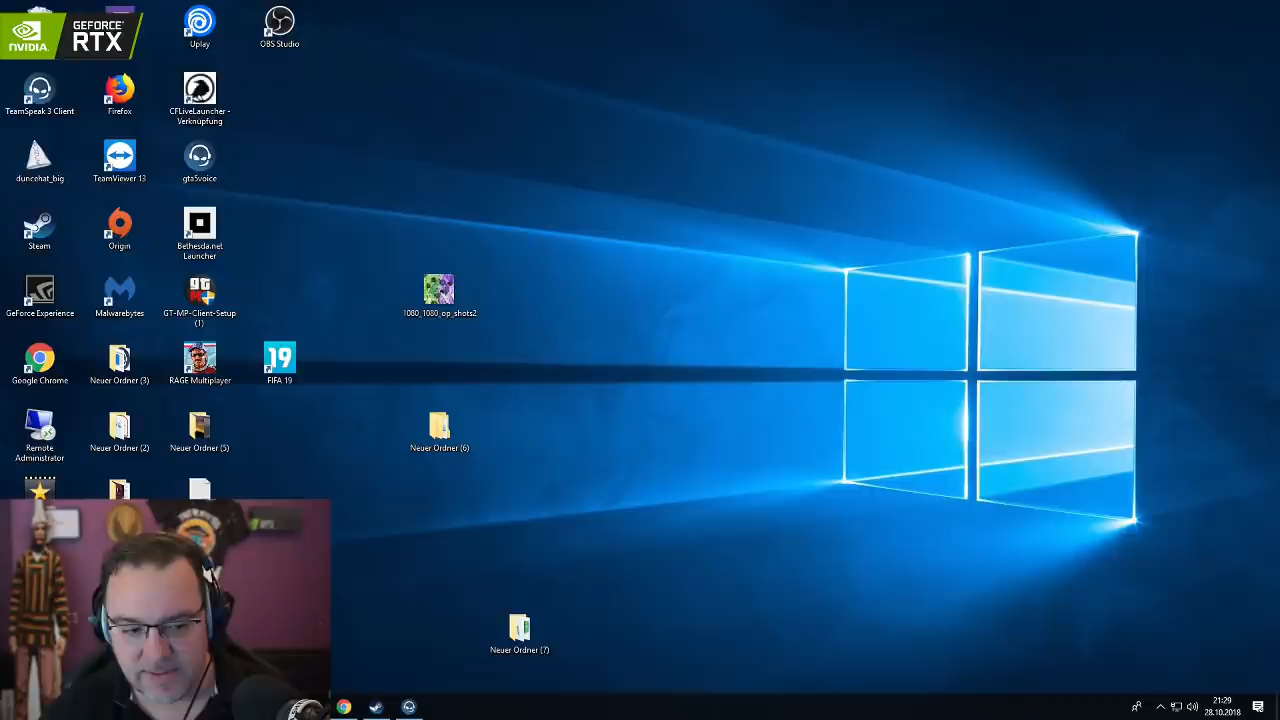 NVIDIA.
GEFORCE
RTX
Uplay
OBS Studio
TeamSpeak 3 Client
Firefox
CFLiveLauncher -
Verknüpfung
duncehat_big
TeamViewer 13
gta5voice
Steam
Origin
Bethesda.net
Launcher
GeForce Experience
Malwarebytes
GT-MP-Client-Setup
(1)
1080_1080_op_shots2
Google Chrome
Neuer Ordner (3)
RAGE Multiplayer
19
FIFA 19
Remote
Administrator
Neuer Ordner (2)
Neuer Ordner (5)
Neuer Ordner (6)
Neuer Ordner (7)
21:29
28.10.2018